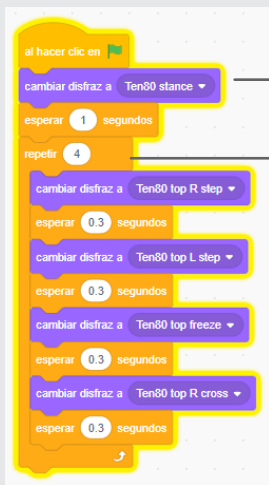 al hacer clic en
cambiar disfraz a Ten80 stance
esperar 1 segundos
repetir 4
cambiar disfraz a Ten80 top R step
esperar 0.3 segundos
cambiar disfraz a Ten80 top L step
esperar 0.3 segundos
cambiar disfraz a Ten80 top freeze
esperar 0.3 segundos
cambiar disfraz a Ten80 top R cross
esperar 0.3 segundos